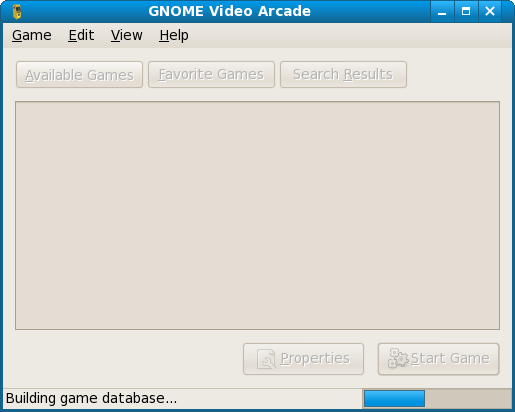 GNOME Video Arcade
Game Edit View Help
Available Games Favorite Games Search Results
Properties Start Game
Building game database...